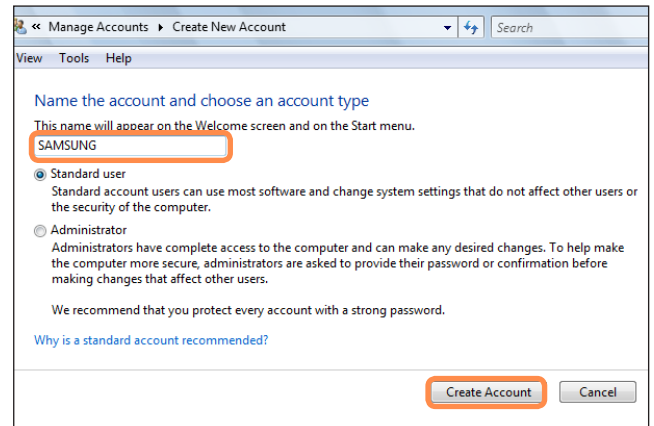 « Manage Accounts ▸ Create New Account Search
View Tools Help
Name the account and choose an account type
This name will appear on the Welcome screen and on the Start menu.
SAMSUNG
Standard user
Standard account users can use most software and change system settings that do not affect other users or
the security of the computer.
Administrator
Administrators have complete access to the computer and can make any desired changes. To help make
the computer more secure, administrators are asked to provide their password or confirmation before
making changes that affect other users.
We recommend that you protect every account with a strong password.
Why is a standard account recommended?
Create Account Cancel